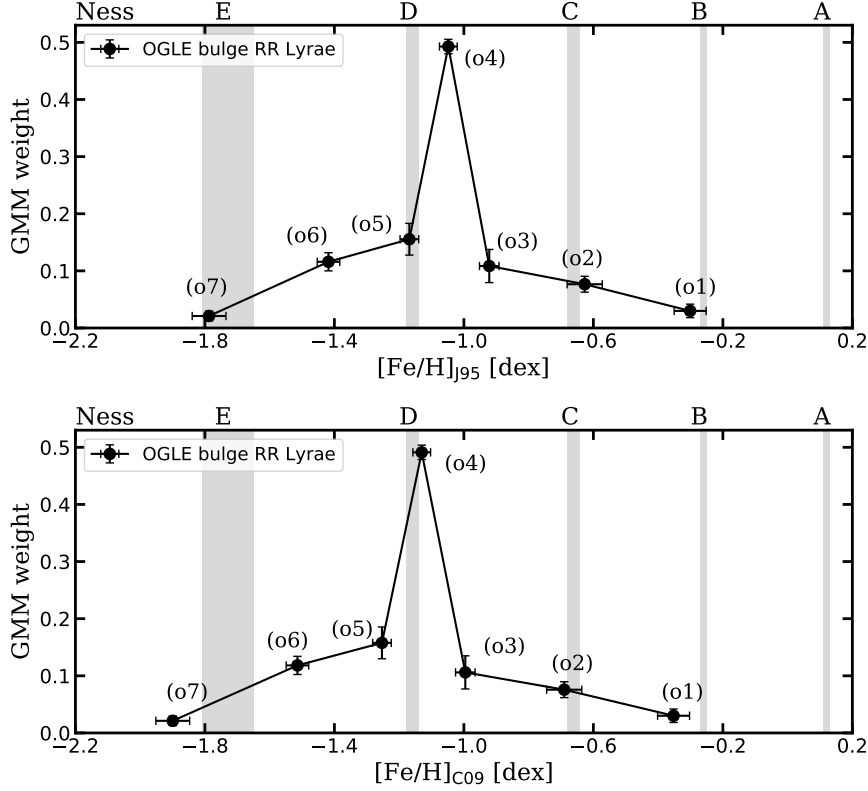 Ness E D C B A
0.5
OGLE bulge RR Lyrae
(o4)
0.4
GMM weight
0.3
0.2
(o5)
(o6)
(o3)
(o2)
0.1
(o7)
(o1)
0.0
−2.2 −1.8 −1.4 −1.0 −0.6 −0.2 0.2
[Fe/H]J95 [dex]
Ness E D C B A
0.5
OGLE bulge RR Lyrae
(o4)
0.4
GMM weight
0.3
0.2
(o5)
(o6)
(o3)
(o2)
0.1
(o7)
(o1)
0.0
−2.2 −1.8 −1.4 −1.0 −0.6 −0.2 0.2
[Fe/H]C09 [dex]